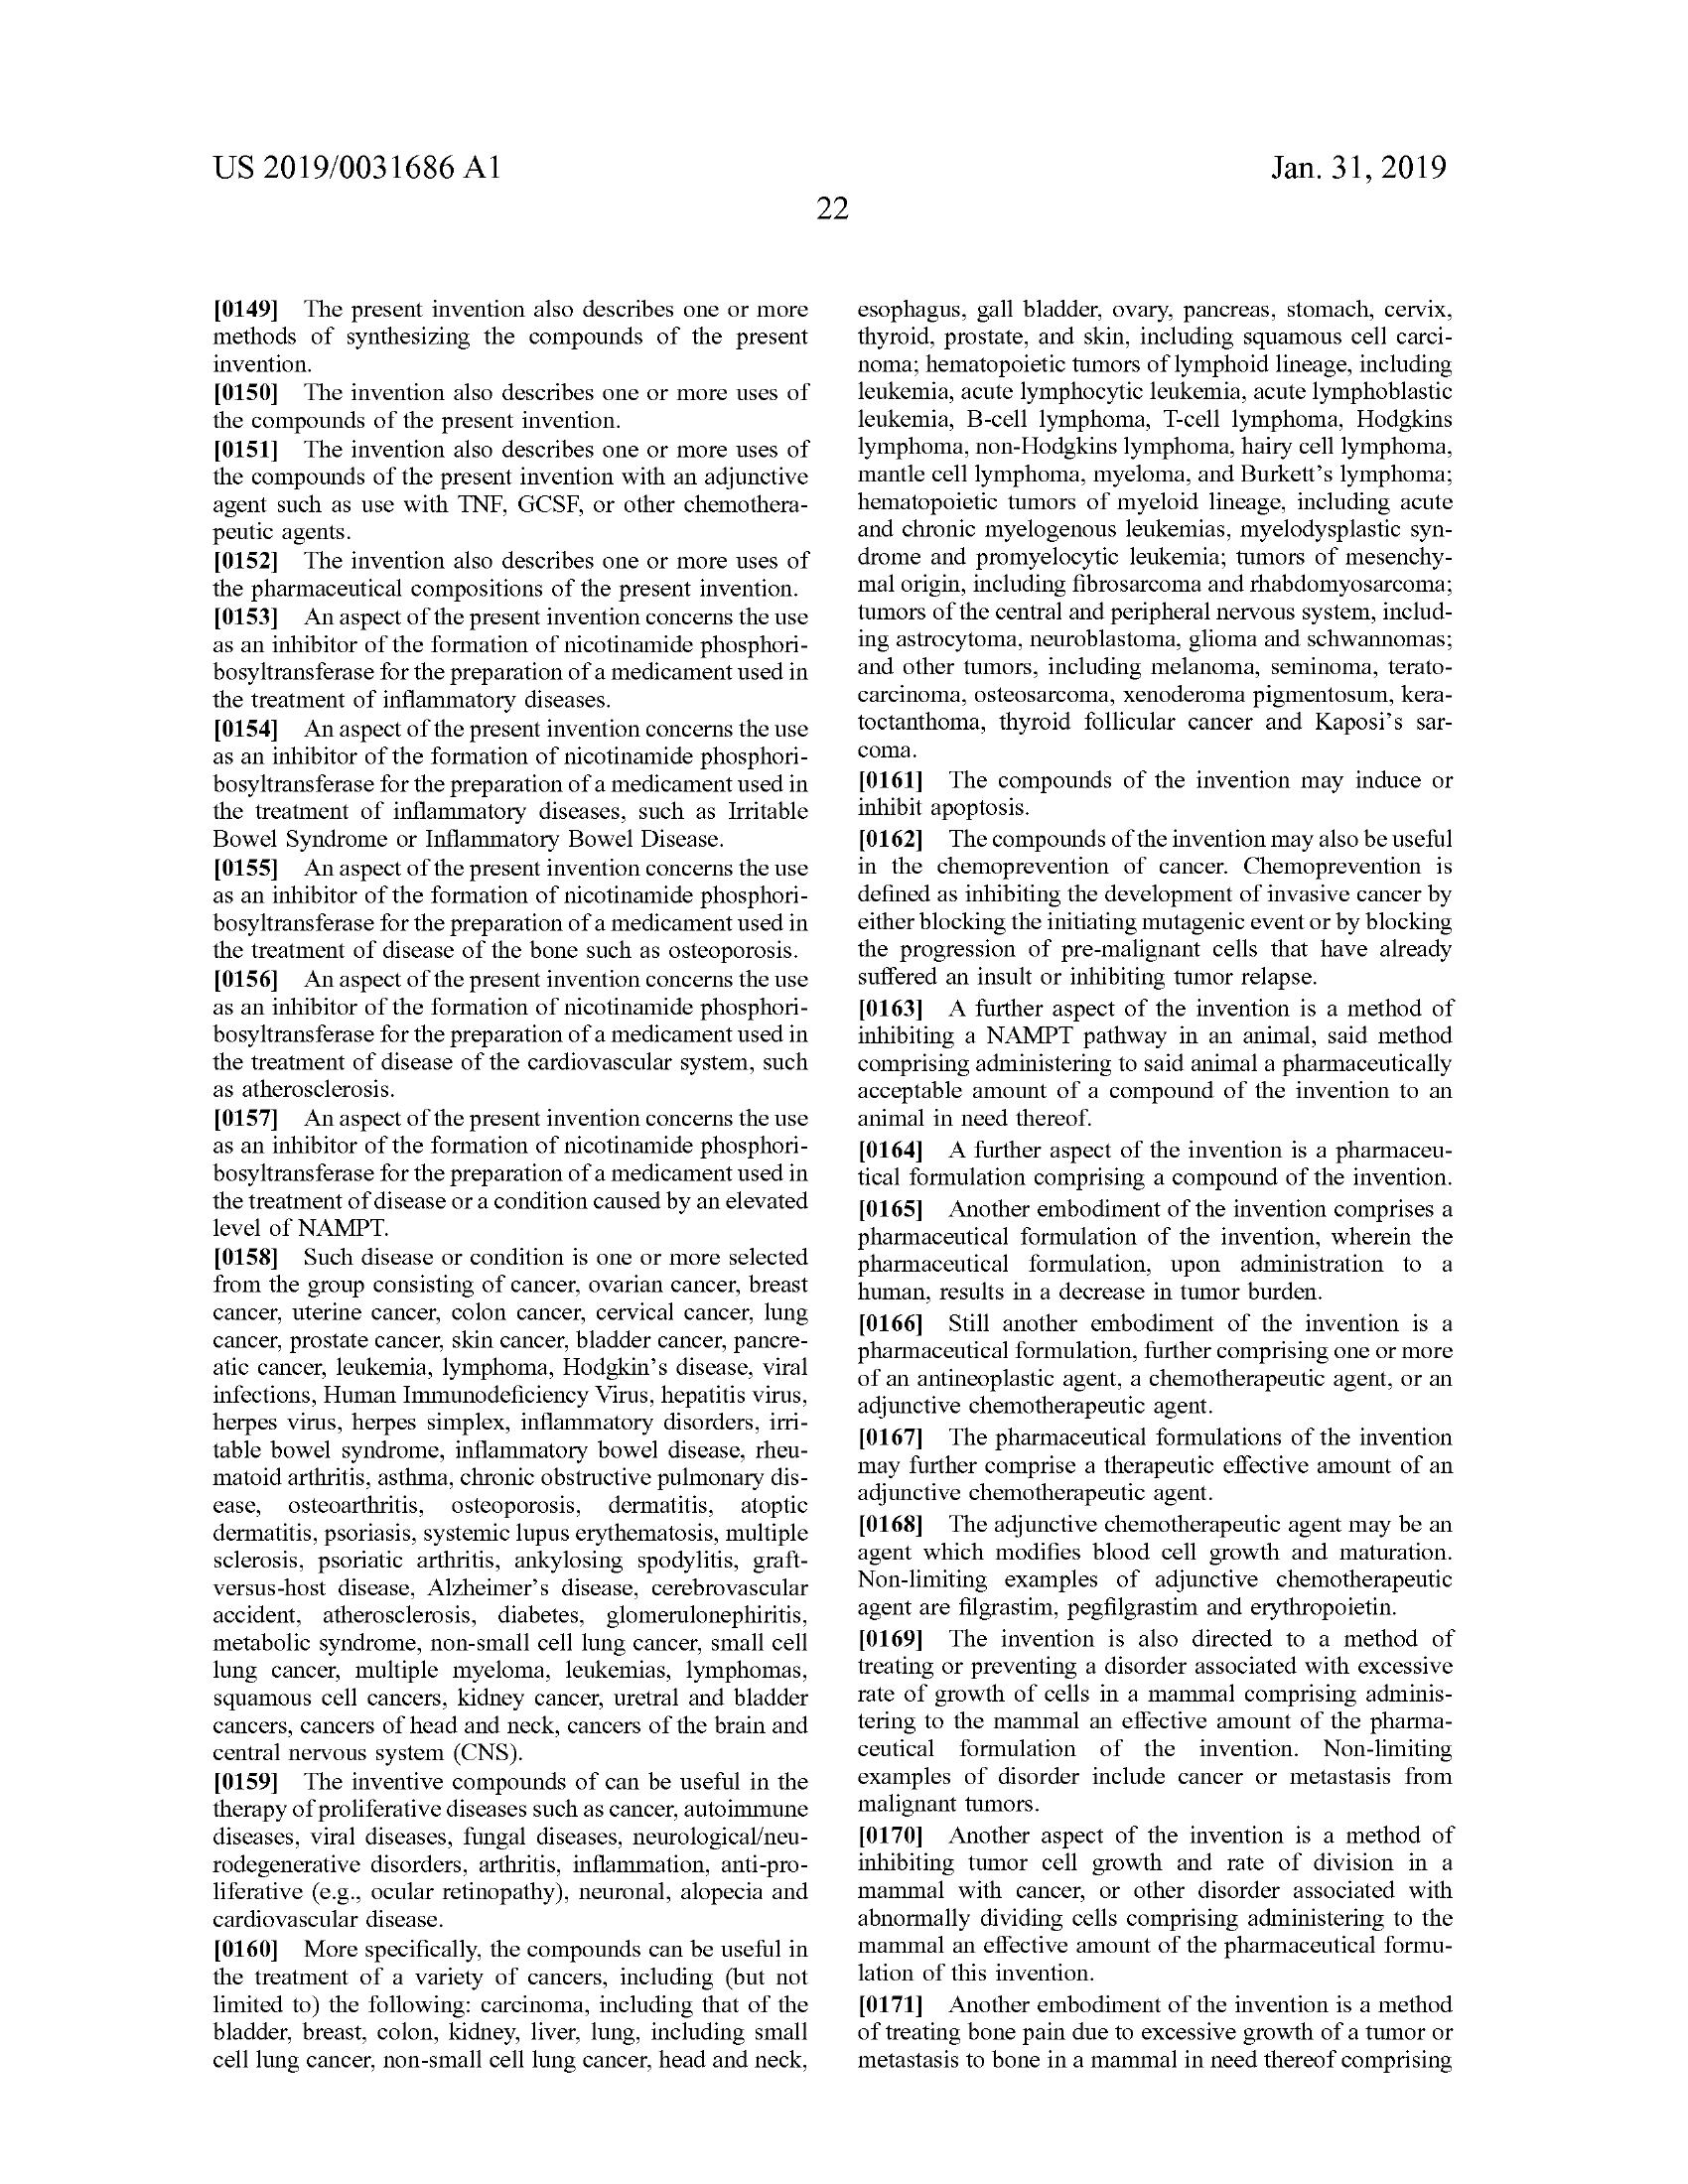 US 2019/0031686 A1
Jan. 31, 2019
22
[0149] The present invention also describes one or more
methods of synthesizing the compounds of the present
invention.
[0150] The invention also describes one or more uses of
the compounds of the present invention.
[0151] The invention also describes one or more uses of
the compounds of the present invention with an adjunctive
agent such as use with TNF, GCSF, or other chemothera-
peutic agents.
[0152] The invention also describes one or more uses of
the pharmaceutical compositions of the present invention.
[0153] An aspect of the present invention concerns the use
as an inhibitor of the formation of nicotinamide phosphori-
bosyltransferase for the preparation of a medicament used in
the treatment of inflammatory diseases.
[0154] An aspect of the present invention concerns the use
as an inhibitor of the formation of nicotinamide phosphori-
bosyltransferase for the preparation of a medicament used in
the treatment of inflammatory diseases, such as Irritable
Bowel Syndrome or Inflammatory Bowel Disease.
[0155] An aspect of the present invention concerns the use
as an inhibitor of the formation of nicotinamide phosphori-
bosyltransferase for the preparation of a medicament used in
the treatment of disease of the bone such as osteoporosis.
[0156] An aspect of the present invention concerns the use
as an inhibitor of the formation of nicotinamide phosphori-
bosyltransferase for the preparation of a medicament used in
the treatment of disease of the cardiovascular system, such
as atherosclerosis.
[0157] An aspect of the present invention concerns the use
as an inhibitor of the formation of nicotinamide phosphori-
bosyltransferase for the preparation of a medicament used in
the treatment of disease or a condition caused by an elevated
level of NAMPT.
[0158] Such disease or condition is one or more selected
from the group consisting of cancer, ovarian cancer, breast
cancer, uterine cancer, colon cancer, cervical cancer, lung
cancer, prostate cancer, skin cancer, bladder cancer, pancre-
atic cancer, leukemia, lymphoma, Hodgkin's disease, viral
infections, Human Immunodeficiency Virus, hepatitis virus,
herpes virus, herpes simplex, inflammatory disorders, irri-
table bowel syndrome, inflammatory bowel disease, rheu-
matoid arthritis, asthma, chronic obstructive pulmonary dis-
ease, osteoarthritis, osteoporosis, dermatitis, atoptic
dermatitis, psoriasis, systemic lupus erythematosis, multiple
sclerosis, psoriatic arthritis, ankylosing spodylitis, graft-
versus-host disease, Alzheimer's disease, cerebrovascular
accident, atherosclerosis, diabetes, glomerulonephiritis,
metabolic syndrome, non-small cell lung cancer, small cell
lung cancer, multiple myeloma, leukemias, lymphomas,
squamous cell cancers, kidney cancer, uretral and bladder
cancers, cancers of head and neck, cancers of the brain and
central nervous system (CNS).
[0159] The inventive compounds of can be useful in the
therapy of proliferative diseases such as cancer, autoimmune
diseases, viral diseases, fungal diseases, neurological/neu-
rodegenerative disorders, arthritis, inflammation, anti-pro-
liferative (e.g., ocular retinopathy), neuronal, alopecia and
cardiovascular disease.
[0160] More specifically, the compounds can be useful in
the treatment of a variety of cancers, including (but not
limited to) the following: carcinoma, including that of the
bladder, breast, colon, kidney, liver, lung, including small
cell lung cancer, non-small cell lung cancer, head and neck,
esophagus, gall bladder, ovary, pancreas, stomach, cervix,
thyroid, prostate, and skin, including squamous cell carci-
noma; hematopoietic tumors of lymphoid lineage, including
leukemia, acute lymphocytic leukemia, acute lymphoblastic
leukemia, B-cell lymphoma, T-cell lymphoma, Hodgkins
lymphoma, non-Hodgkins lymphoma, hairy cell lymphoma,
mantle cell lymphoma, myeloma, and Burkett's lymphoma;
hematopoietic tumors of myeloid lineage, including acute
and chronic myelogenous leukemias, myelodysplastic syn-
drome and promyelocytic leukemia; tumors of mesenchy-
mal origin, including fibrosarcoma and rhabdomyosarcoma;
tumors of the central and peripheral nervous system, includ-
ing astrocytoma, neuroblastoma, glioma and schwannomas;
and other tumors, including melanoma, seminoma, terato-
carcinoma, osteosarcoma, xenoderoma pigmentosum, kera-
toctanthoma, thyroid follicular cancer and Kaposi's sar-
coma.
[0161] The compounds of the invention may induce or
inhibit apoptosis.
[0162] The compounds of the invention may also be useful
in the chemoprevention of cancer. Chemoprevention is
defined as inhibiting the development of invasive cancer by
either blocking the initiating mutagenic event or by blocking
the progression of pre-malignant cells that have already
suffered an insult or inhibiting tumor relapse.
[0163] A further aspect of the invention is a method of
inhibiting a NAMPT pathway in an animal, said method
comprising administering to said animal a pharmaceutically
acceptable amount of a compound of the invention to an
animal in need thereof.
[0164] A further aspect of the invention is a pharmaceu-
tical formulation comprising a compound of the invention.
[0165] Another embodiment of the invention comprises a
pharmaceutical formulation of the invention, wherein the
pharmaceutical formulation, upon administration to a
human, results in a decrease in tumor burden.
[0166] Still another embodiment of the invention is a
pharmaceutical formulation, further comprising one or more
of an antineoplastic agent, a chemotherapeutic agent, or an
adjunctive chemotherapeutic agent.
[0167] The pharmaceutical formulations of the invention
may further comprise a therapeutic effective amount of an
adjunctive chemotherapeutic agent.
[0168] The adjunctive chemotherapeutic agent may be an
agent which modifies blood cell growth and maturation.
Non-limiting examples of adjunctive chemotherapeutic
agent are filgrastim, pegfilgrastim and erythropoietin.
[0169] The invention is also directed to a method of
treating or preventing a disorder associated with excessive
rate of growth of cells in a mammal comprising adminis-
tering to the mammal an effective amount of the pharma-
ceutical formulation of the invention. Non-limiting
examples of disorder include cancer or metastasis from
malignant tumors.
[0170] Another aspect of the invention is a method of
inhibiting tumor cell growth and rate of division in a
mammal with cancer, or other disorder associated with
abnormally dividing cells comprising administering to the
mammal an effective amount of the pharmaceutical formu-
lation of this invention.
[0171] Another embodiment of the invention is a method
of treating bone pain due to excessive growth of a tumor or
metastasis to bone in a mammal in need thereof comprising